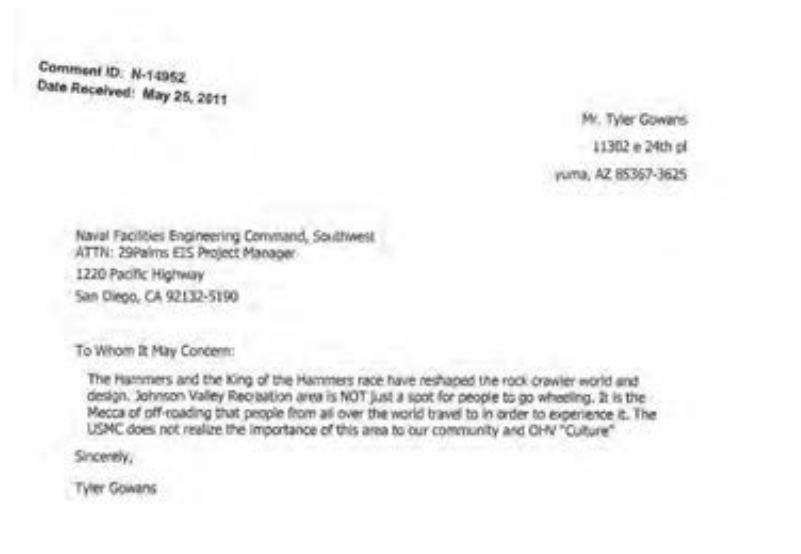 Comment ID: N-14952
Date Received: May 25, 2011
Mr. Tyler Gowans
11302 e 24th pl
yuma, AZ 85367-3625
Naval Facilities Engineering Command, Southwest
ATTN: 29Palms EIS Project Manager
1220 Pacific Highway
San Diego, CA 92132-5190
To Whom It May Concern:
The Hammers and the King of the Hammers race have reshaped the rock crawler world and
design. Johnson Valley Recreation area is NOT just a spot for people to go wheeling. It is the
Mecca of off-roading that people from all over the world travel to in order to experience it. The
USMC does not realize the importance of this area to our community and OHV "Culture"
Sincerely,
Tyler Gowans